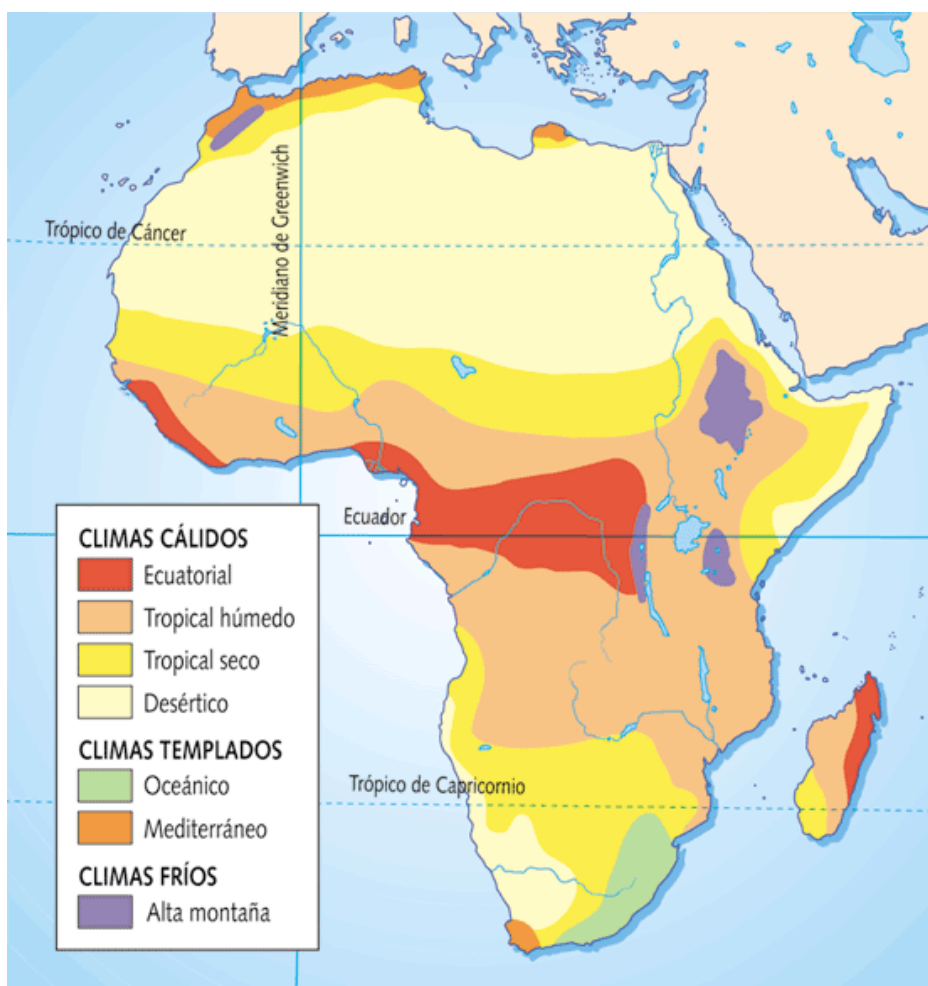 Trópico de Cáncer
Meridiano de Greenwich
Ecuador
CLIMAS CÁLIDOS
Ecuatorial
Tropical húmedo
Tropical seco
Desértico
CLIMAS TEMPLADOS
Oceánico
Mediterráneo
CLIMAS FRÍOS
Alta montaña
Trópico de Capricornio